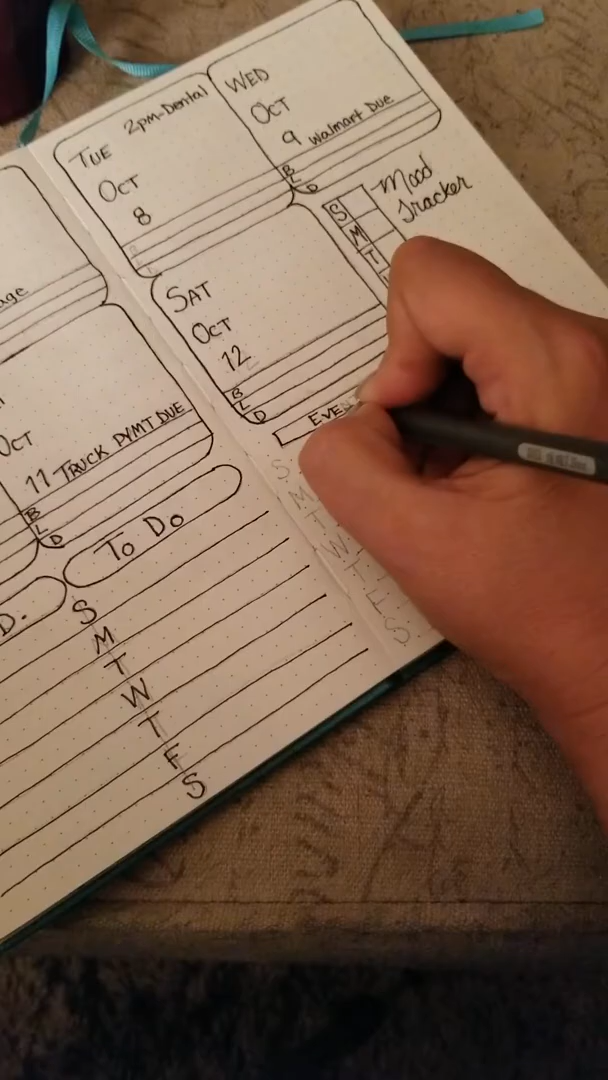 TUE 2pm-Dental
OCT
8
WED
OCT
9 Walmart Due
B
L
D
Mood
Tracker
S
M
T
age
OCT
11 TRUCK PYMT DUE
B
L
D
SAT
OCT
12
B
L
D
EVEN
D.
To Do
S
M
T
W
T
F
S
S
M
T
W
T
F
S